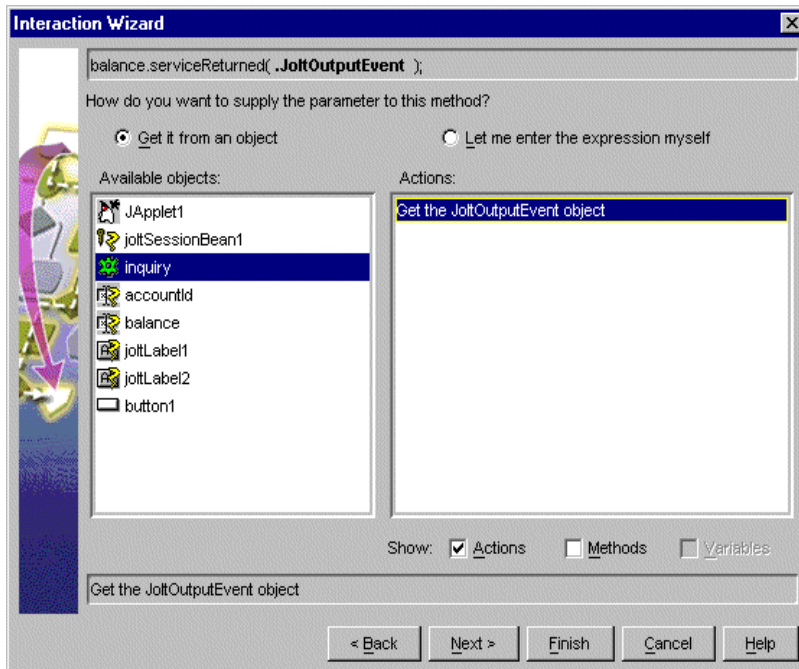 Interaction Wizard
balance.serviceReturned( .JoltOutputEvent );
How do you want to supply the parameter to this method?
Get it from an object
Let me enter the expression myself
Available objects:
Actions:
JApplet1
joltSessionBean1
inquiry
accountId
balance
joltLabel1
joltLabel2
button1
Get the JoltOutputEvent object
Show: Actions Methods Variables
Get the JoltOutputEvent object
< Back Next > Finish Cancel Help